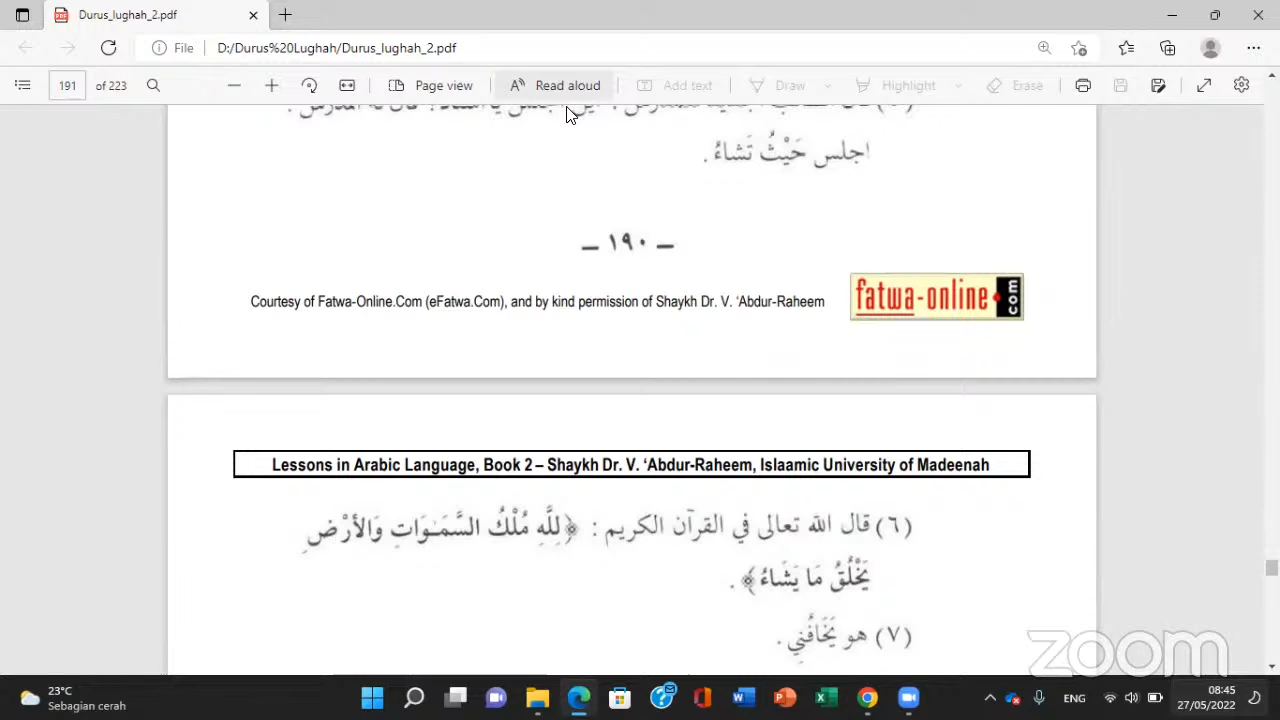 Durus_lughah_2.pdf
File D:/Durus%20Lughah/Durus_lughah_2.pdf
191 of 223 Page view Read aloud Add text Draw Highlight Erase
اجلس حَيْثُ تَشاءُ .
– ١٩٠ –
Courtesy of Fatwa-Online.Com (eFatwa.Com), and by kind permission of Shaykh Dr. V. ‘Abdur-Raheem
fatwa-online.com
Lessons in Arabic Language, Book 2 – Shaykh Dr. V. ‘Abdur-Raheem, Islaamic University of Madeenah
(٦) قال الله تعالى في القرآن الكريم : ﴿لِلَّهِ مُلْكُ السَّمَـٰوَاتِ وَالأَرْضِ
يَخْلُقُ مَا يَشَاءُ﴾ .
(٧) هو يَخَافُنِي .
zoom
23°C
Sebagian cerah
ENG
08:45
27/05/2022